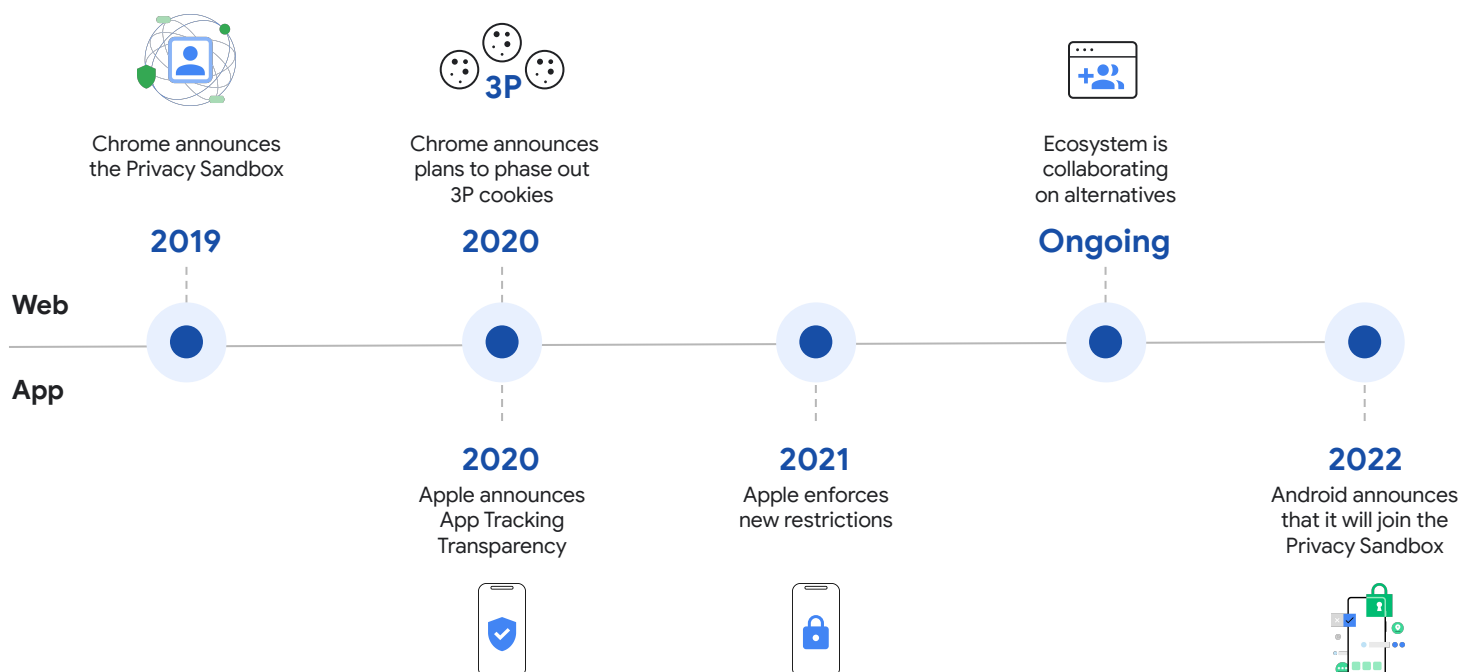 3P
Chrome announces
the Privacy Sandbox
2019
Chrome announces
plans to phase out
3P cookies
2020
Ecosystem is
collaborating
on alternatives
Ongoing
Web
App
2020
Apple announces
App Tracking
Transparency
2021
Apple enforces
new restrictions
2022
Android announces
that it will join the
Privacy Sandbox